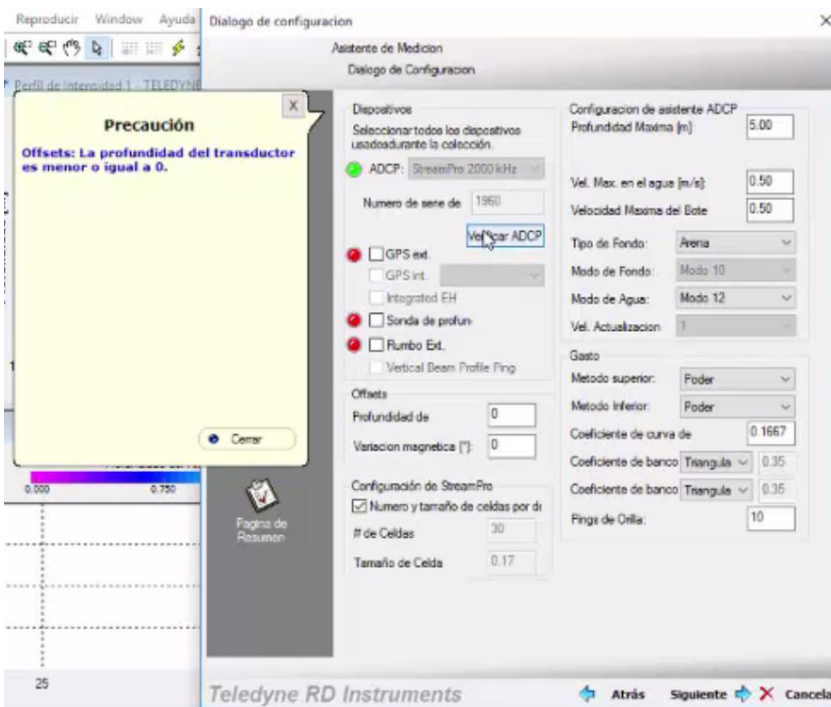 Reproducir Window Ayuda
Dialogo de configuracion
Asistente de Medicion
Dialogo de Configuracion
Perfil de Intensidad 1 - TELEDYNE
Precaución
Offsets: La profundidad del transductor
es menor o igual a 0.
Cerrar
0.000 0.750
25
Pagina de
Resumen
Dispositivos
Seleccionar todos los dispositivos
usadosdurante la colección.
ADCP: StreamPro 2000 kHz
Numero de serie de 1960
Verificar ADCP
GPS ext.
GPS int.
Integrated EH
Sonda de profun
Rumbo Ext.
Vertical Beam Profile Ping
Offsets
Profundidad de 0
Variacion magnetica [°]: 0
Configuración de StreamPro
Numero y tamaño de celdas por de
# de Celdas 30
Tamaño de Celda 0.17
Configuracion de asistente ADCP
Profundidad Maxima [m]: 5.00
Vel. Max. en el agua [m/s]: 0.50
Velocidad Maxima del Bote 0.50
Tipo de Fondo: Arena
Modo de Fondo: Modo 10
Modo de Agua: Modo 12
Vel. Actualizacion 1
Gasto
Metodo superior: Poder
Metodo Inferior: Poder
Coeficiente de curva de 0.1667
Coeficiente de banco Triangula 0.35
Coeficiente de banco Triangula 0.35
Pings de Orilla: 10
Teledyne RD Instruments
Atrás Siguiente Cancela